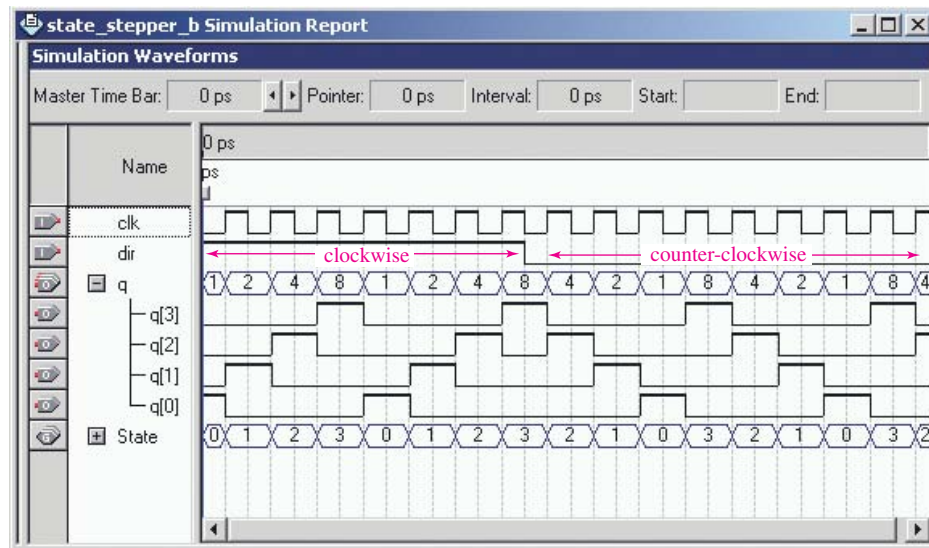 state_stepper_b Simulation Report
Simulation Waveforms
Master Time Bar: 0 ps Pointer: 0 ps Interval: 0 ps Start: End:
Name
0 ps
ps
clk
dir clockwise counter-clockwise
q 1 2 4 8 1 2 4 8 4 2 1 8 4 2 1 8 4
q[3]
q[2]
q[1]
q[0]
State 0 1 2 3 0 1 2 3 2 1 0 3 2 1 0 3 2